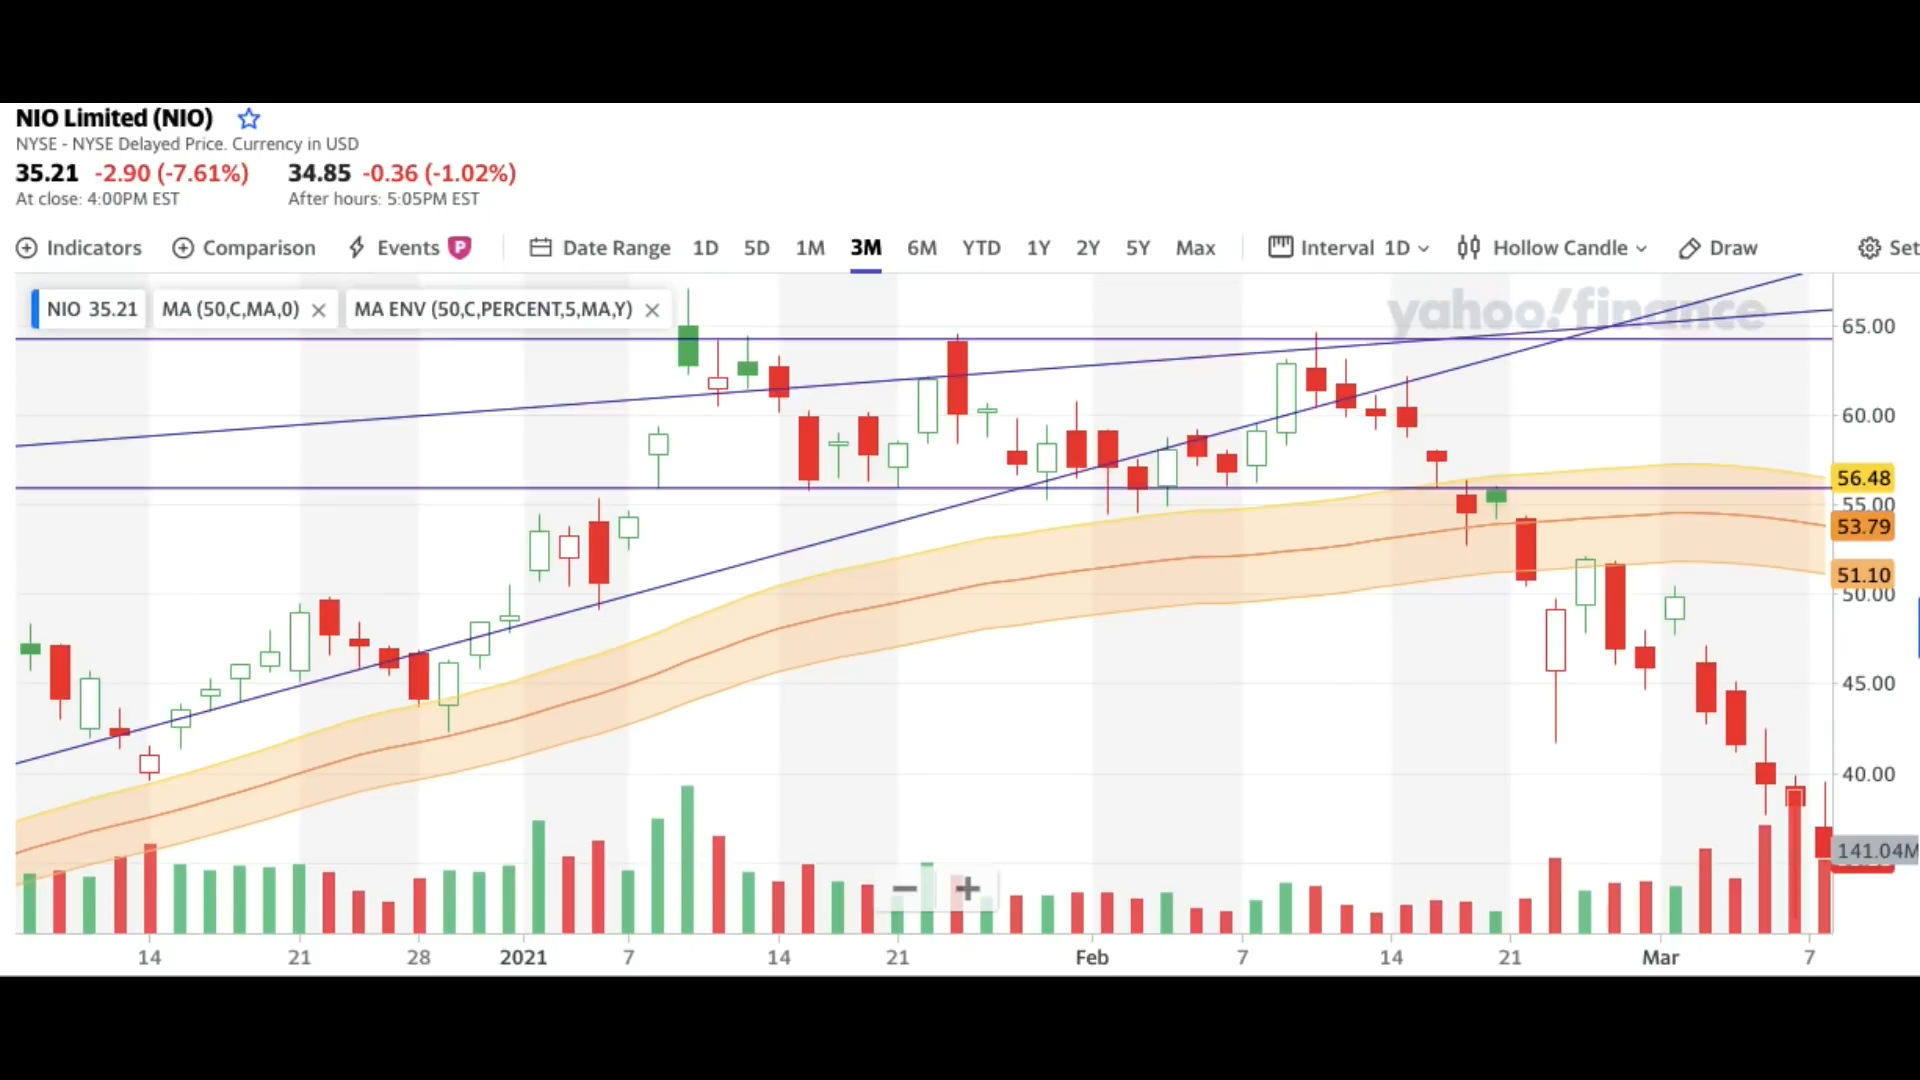 NIO Limited (NIO)
NYSE - NYSE Delayed Price. Currency in USD
35.21 -2.90 (-7.61%) 34.85 -0.36 (-1.02%)
At close: 4:00PM EST After hours: 5:05PM EST
Indicators Comparison Events P Date Range 1D 5D 1M 3M 6M YTD 1Y 2Y 5Y Max Interval 1D Hollow Candle Draw Set
NIO 35.21 MA (50,C,MA,0) MA ENV (50,C,PERCENT,5,MA,Y)
yahoo!finance
65.00
60.00
56.48
55.00
53.79
51.10
50.00
45.00
40.00
141.04M
14 21 28 2021 7 14 21 Feb 7 14 21 Mar 7